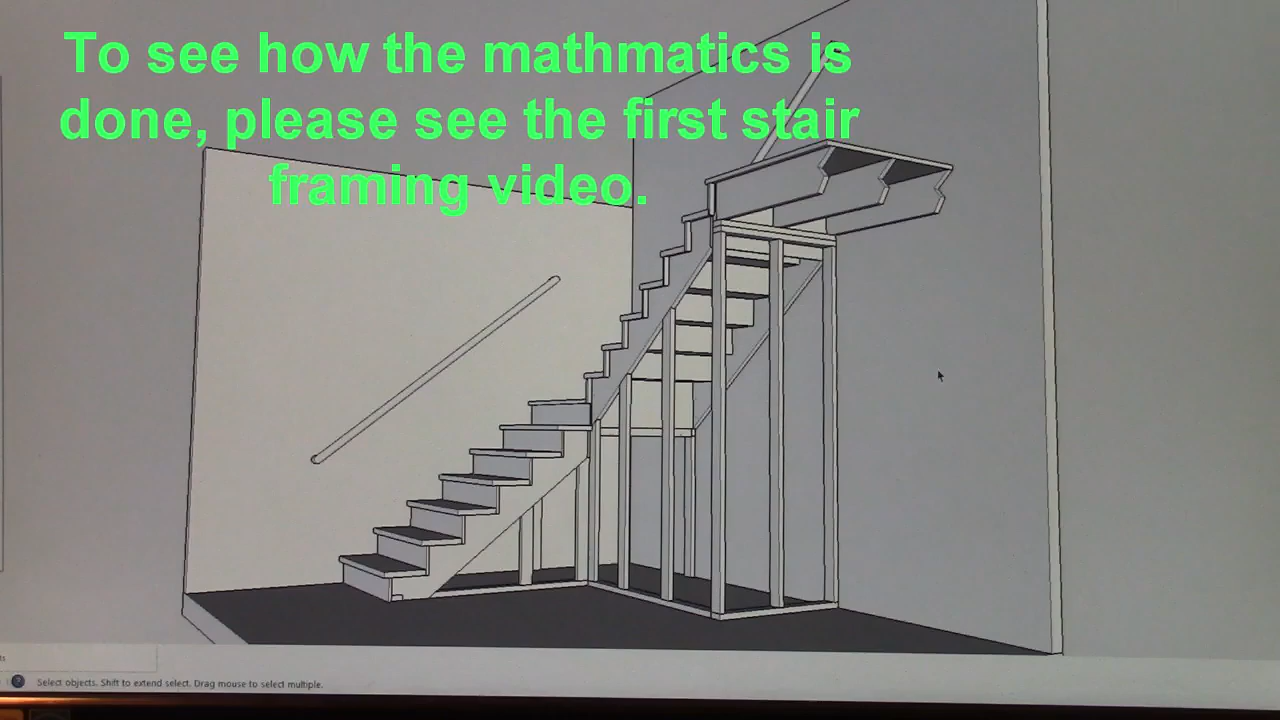 To see how the mathmatics is
done, please see the first stair
framing video.
ts
Select objects. Shift to extend select. Drag mouse to select multiple.